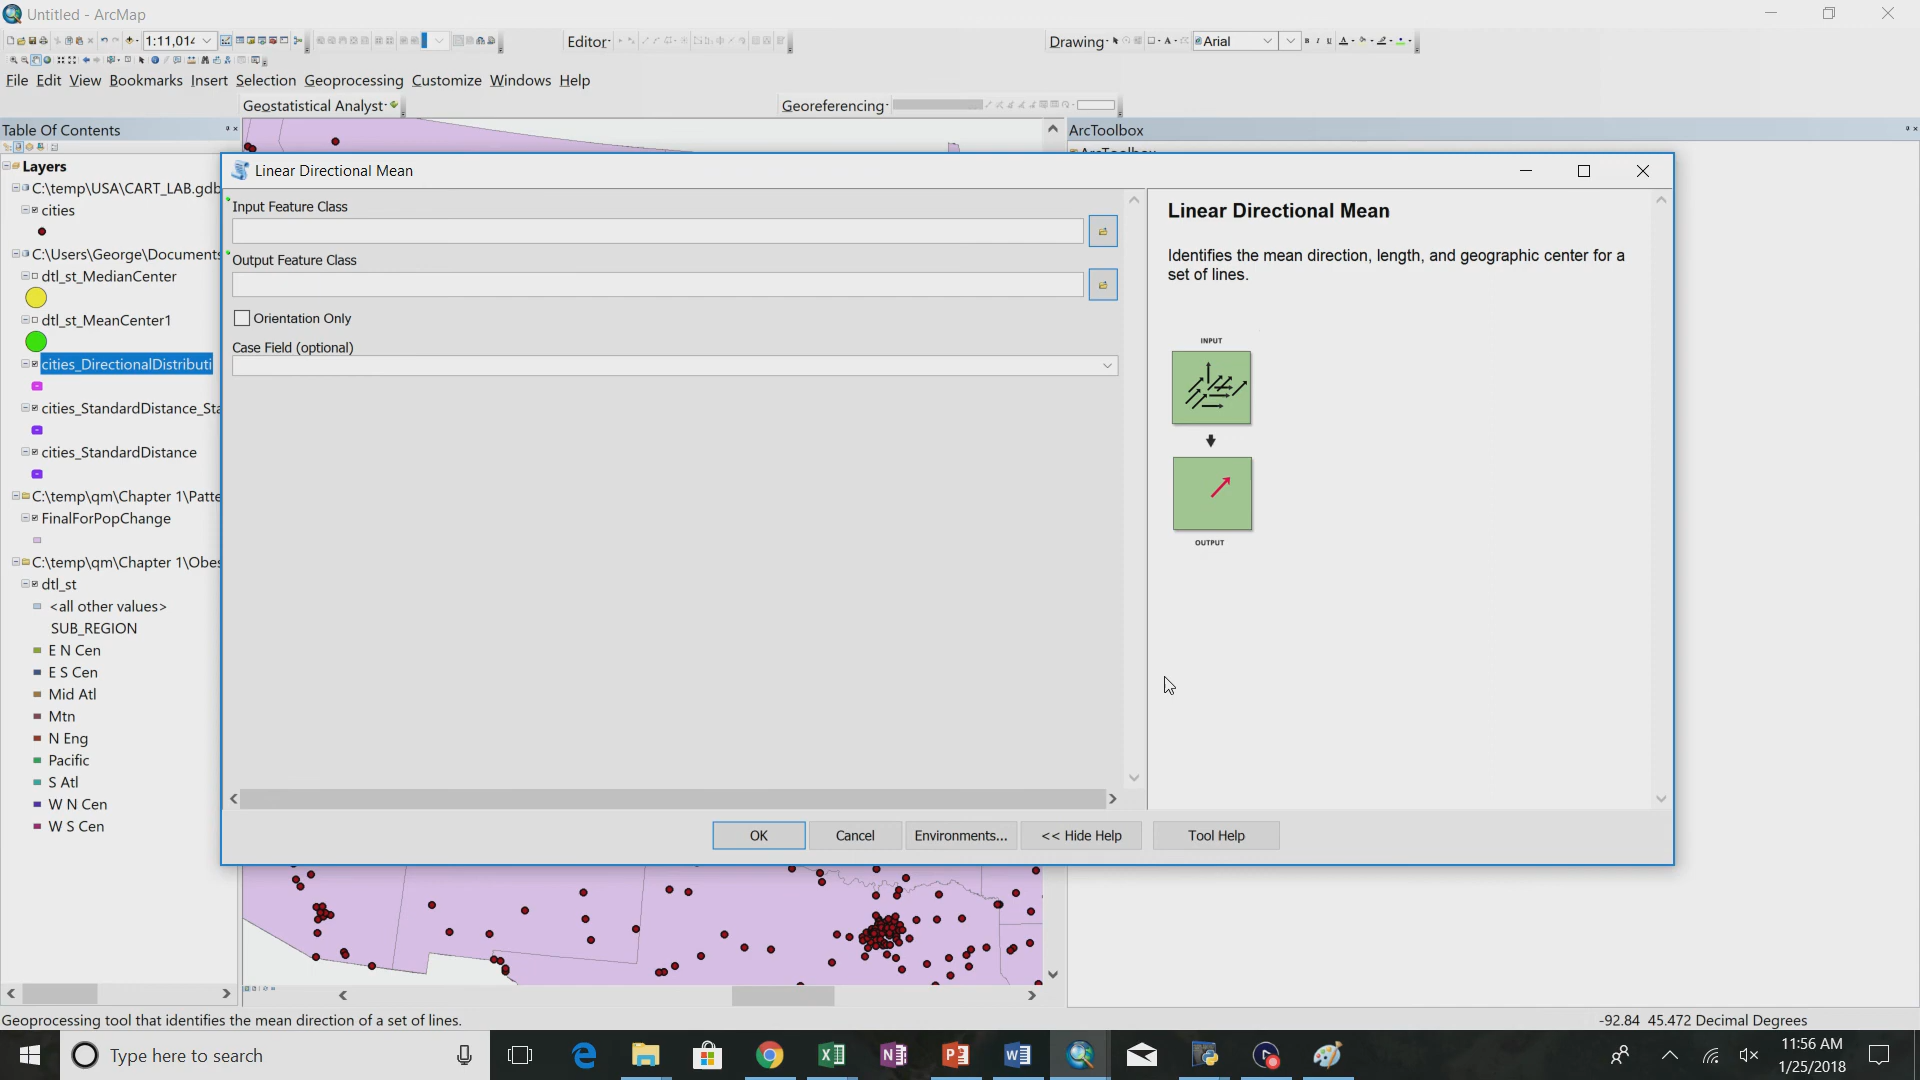 Untitled - ArcMap
1:11,014
Editor
Drawing
Arial
B I U A
File Edit View Bookmarks Insert Selection Geoprocessing Customize Windows Help
Geostatistical Analyst
Georeferencing
Table Of Contents
ArcToolbox
Layers
C:\temp\USA\CART_LAB.gdb
cities
C:\Users\George\Documents
dtl_st_MedianCenter
dtl_st_MeanCenter1
cities_DirectionalDistributi
cities_StandardDistance_Sta
cities_StandardDistance
C:\temp\qm\Chapter 1\Patte
FinalForPopChange
C:\temp\qm\Chapter 1\Obes
dtl_st
<all other values>
SUB_REGION
E N Cen
E S Cen
Mid Atl
Mtn
N Eng
Pacific
S Atl
W N Cen
W S Cen
Linear Directional Mean
Input Feature Class
Output Feature Class
Orientation Only
Case Field (optional)
Linear Directional Mean
Identifies the mean direction, length, and geographic center for a
set of lines.
INPUT
OUTPUT
OK
Cancel
Environments...
<< Hide Help
Tool Help
Geoprocessing tool that identifies the mean direction of a set of lines.
-92.84 45.472 Decimal Degrees
Type here to search
11:56 AM
1/25/2018